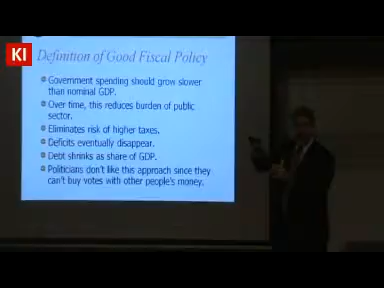 KI
Definition of Good Fiscal Policy
Government spending should grow slower
than nominal GDP.
Over time, this reduces burden of public
sector.
Eliminates risk of higher taxes.
Deficits eventually disappear.
Debt shrinks as share of GDP.
Politicians don't like this approach since they
can't buy votes with other people's money.